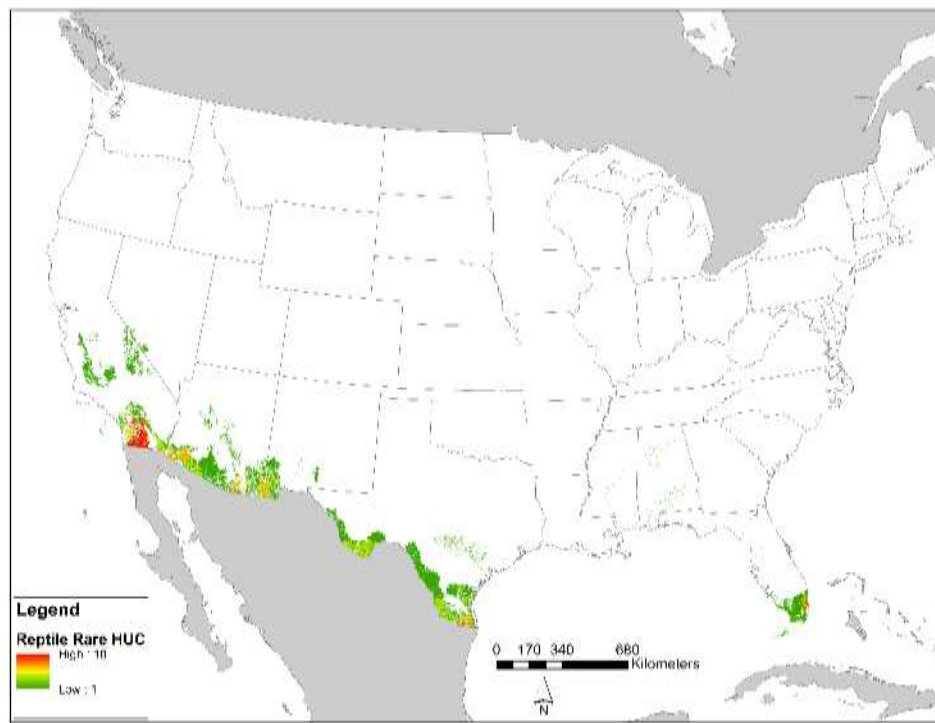 Legend
Reptile Rare HUC
High : 10
Low : 1
0 170 340 680
Kilometers
N